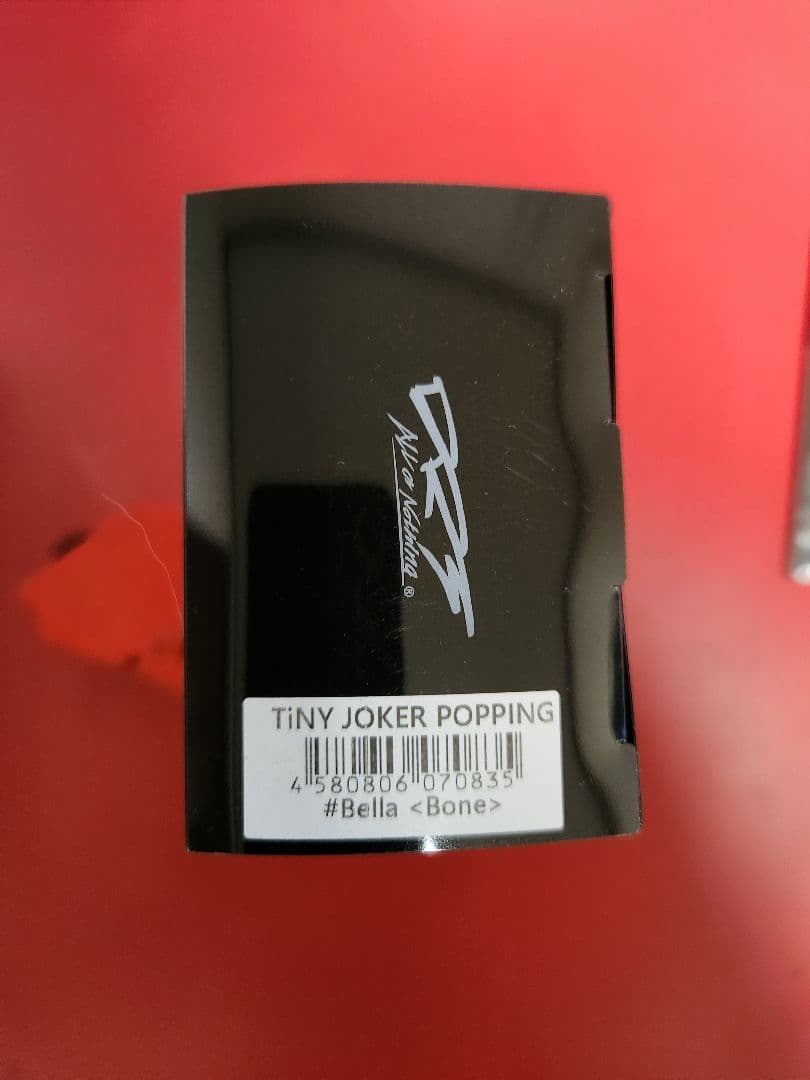 DRT
All or Nothing®
TiNY JOKER POPPING
4 580806 070835
#Bella <Bone>